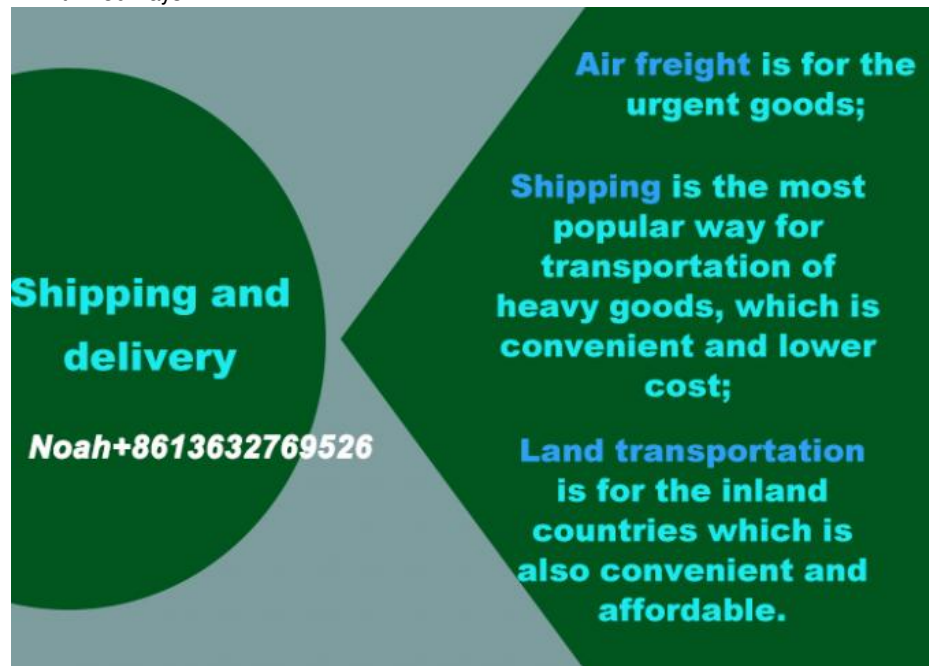 Shipping and
delivery
Noah+8613632769526
Air freight is for the
urgent goods;
Shipping is the most
popular way for
transportation of
heavy goods, which is
convenient and lower
cost;
Land transportation
is for the inland
countries which is
also convenient and
affordable.